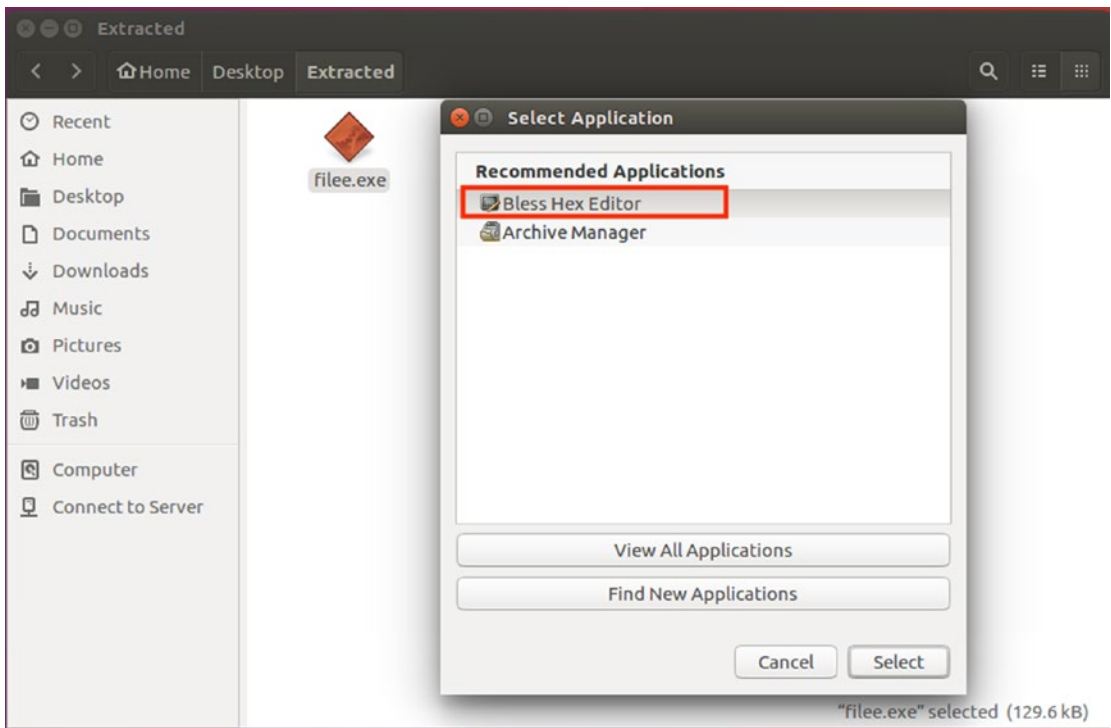 Extracted
Home Desktop Extracted
Recent
Home
Desktop
Documents
Downloads
Music
Pictures
Videos
Trash
Computer
Connect to Server
filee.exe
Select Application
Recommended Applications
Bless Hex Editor
Archive Manager
View All Applications
Find New Applications
Cancel Select
"filee.exe" selected (129.6 kB)